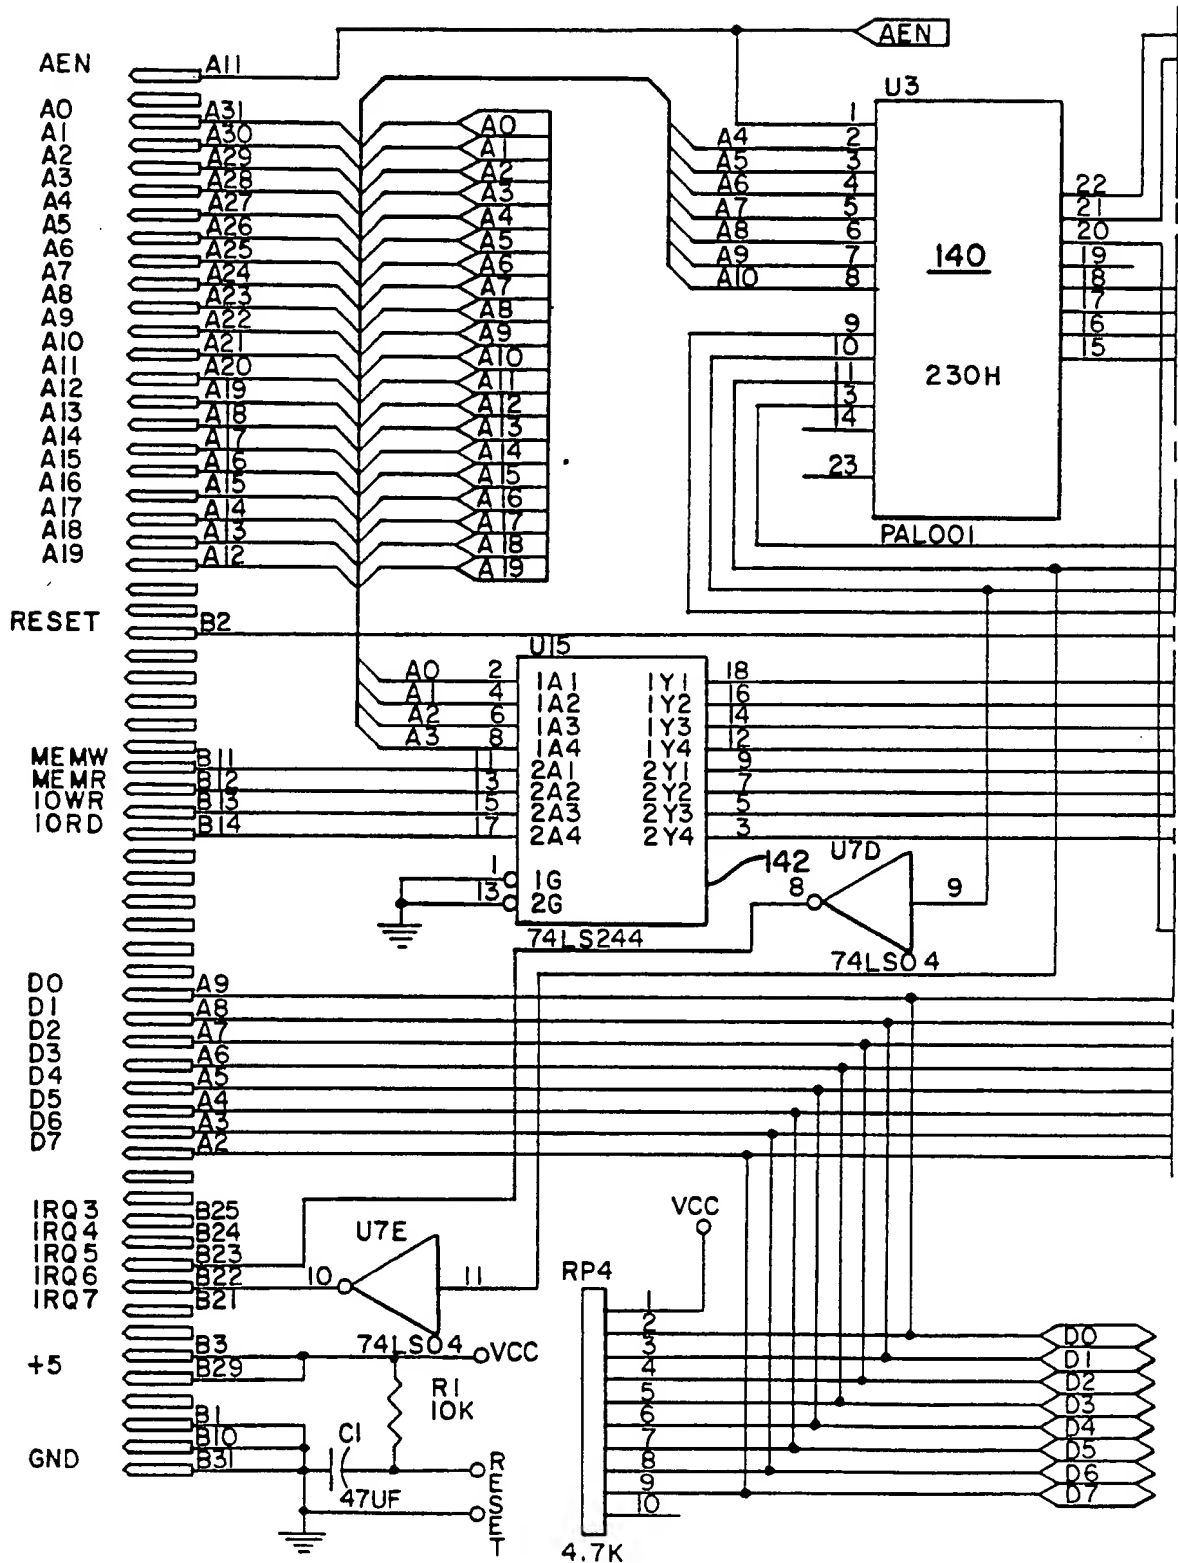 AEN
AEN A11
U3
A0 A31
A1 A30
A2 A29
A3 A28
A4 A27
A5 A26
A6 A25
A7 A24
A8 A23
A9 A22
A10 A21
A11 A20
A12 A19
A13 A18
A14 A17
A15 A16
A16 A15
A17 A14
A18 A13
A19 A12
A0
A1
A2
A3
A4
A5
A6
A7
A8
A9
A10
A11
A12
A13
A14
A15
A16
A17
A18
A19
1
A4 2
A5 3
A6 4
A7 5
A8 6
A9 7
A10 8
9
10
11
13
14
23
140
230H
22
21
20
19
18
17
16
15
PAL001
RESET B2
U15
A0 2 1A1 1Y1 18
A1 4 1A2 1Y2 16
A2 6 1A3 1Y3 14
A3 8 1A4 1Y4 12
MEMW B11 11 2A1 2Y1 9
MEMR B12 13 2A2 2Y2 7
IOWR B13 15 2A3 2Y3 5
IORD B14 17 2A4 2Y4 3
1 1G
13 2G
142
74LS244
U7D
8 9
74LS04
D0 A9
D1 A8
D2 A7
D3 A6
D4 A5
D5 A4
D6 A3
D7 A2
IRQ3 B25
IRQ4 B24
IRQ5 B23
IRQ6 B22
IRQ7 B21
U7E
10 11
74LS04
VCC
RP4
1
2
3
4
5
6
7
8
9
10
4.7K
D0
D1
D2
D3
D4
D5
D6
D7
B3
+5 B29
VCC
R1
10K
B1
B10
GND B31
C1
47UF
RESET